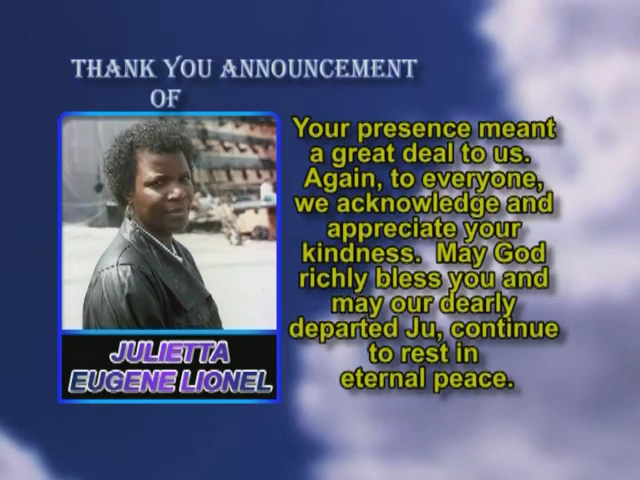 THANK YOU ANNOUNCEMENT
OF
JULIETTA
EUGENE LIONEL
Your presence meant
a great deal to us.
Again, to everyone,
we acknowledge and
appreciate your
kindness. May God
richly bless you and
may our dearly
departed Ju, continue
to rest in
eternal peace.